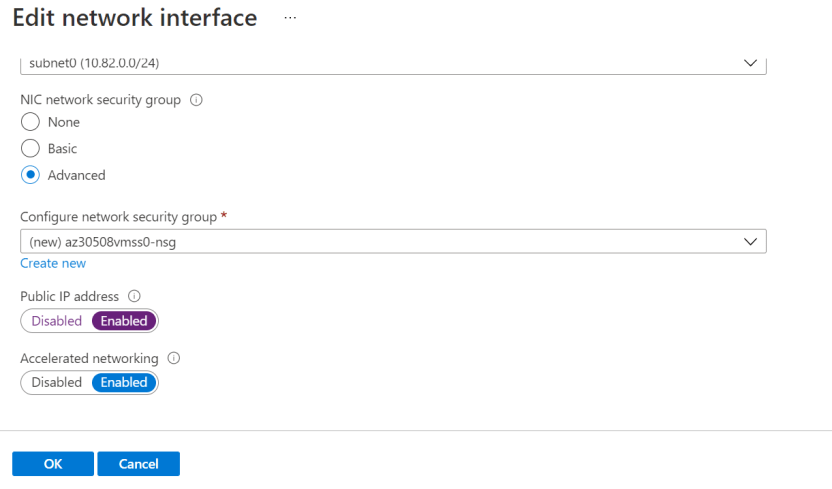 Edit network interface ...
subnet0 (10.82.0.0/24)
NIC network security group
None
Basic
Advanced
Configure network security group *
(new) az30508vmss0-nsg
Create new
Public IP address
Disabled Enabled
Accelerated networking
Disabled Enabled
OK Cancel